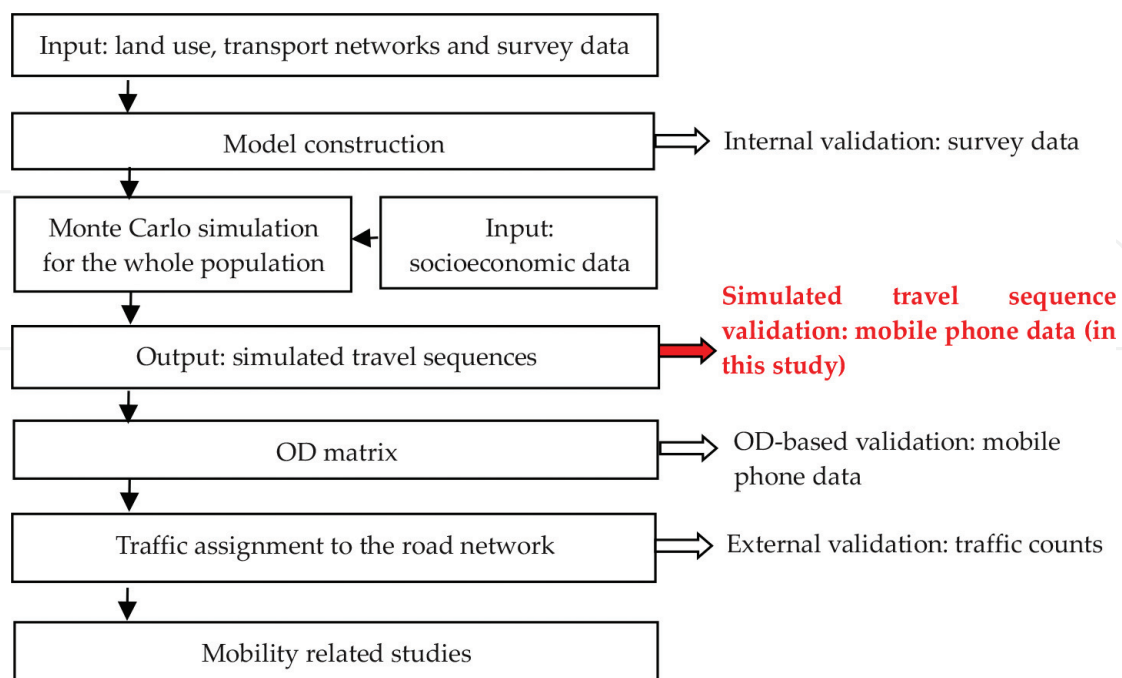 Input: land use, transport networks and survey data
Model construction
Internal validation: survey data
Monte Carlo simulation
for the whole population
Input:
socioeconomic data
Simulated travel sequence
validation: mobile phone data (in
this study)
Output: simulated travel sequences
OD matrix
OD-based validation: mobile
phone data
Traffic assignment to the road network
External validation: traffic counts
Mobility related studies